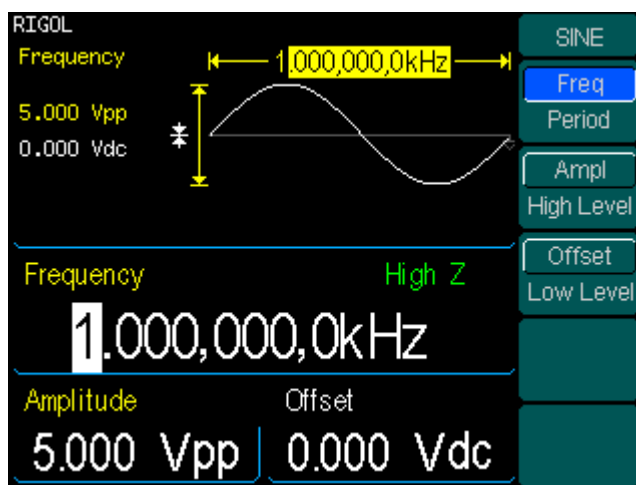 RIGOL
Frequency
1.000,000,0kHz
5.000 Vpp
0.000 Vdc
Frequency
High Z
1.000,000,0kHz
Amplitude
Offset
5.000 Vpp
0.000 Vdc
SINE
Freq
Period
Ampl
High Level
Offset
Low Level